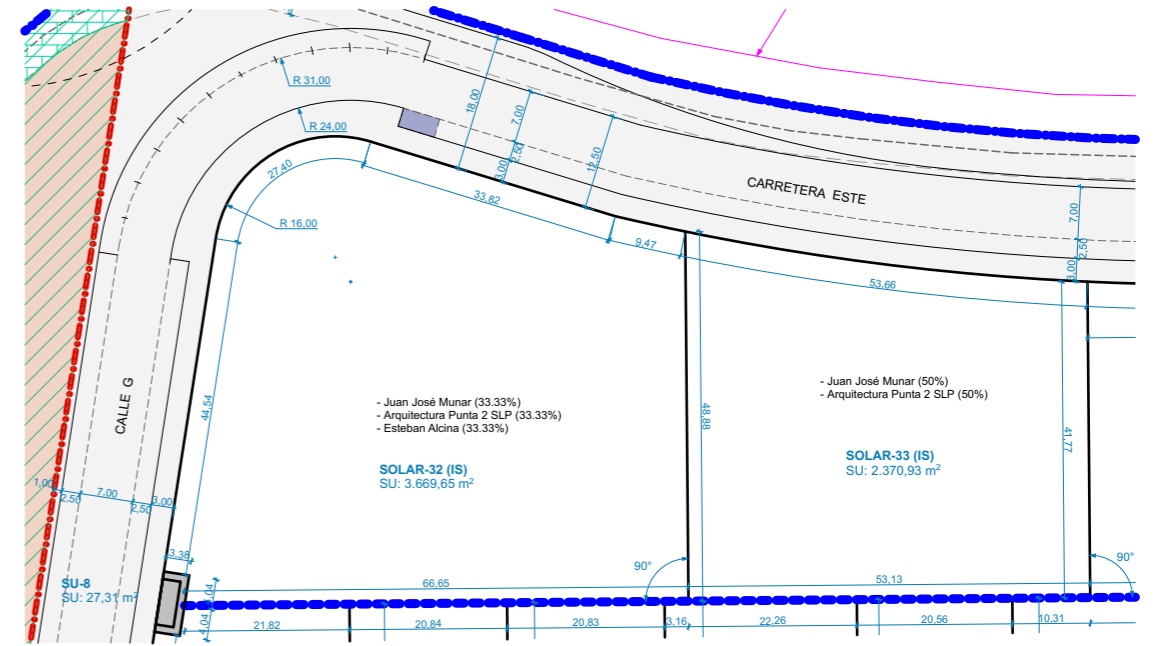 R 31,00
R 24,00
18,00
7,00
2,50
3,00
12,50
27,40
33,82
CARRETERA ESTE
R 16,00
9,47
7,00
2,50
3,00
53,66
- Juan José Munar (33.33%)
- Arquitectura Punta 2 SLP (33.33%)
- Esteban Alcina (33.33%)
- Juan José Munar (50%)
- Arquitectura Punta 2 SLP (50%)
CALLE G
44,54
48,88
41,77
SOLAR-32 (IS)
SU: 3.669,65 m²
SOLAR-33 (IS)
SU: 2.370,93 m²
1,00
2,50
7,00
2,50
3,00
3,38
90°
90°
SU-8
SU: 27,31 m²
4,04
4,04
66,65
53,13
21,82
20,84
20,83
3,16
22,26
20,56
10,31